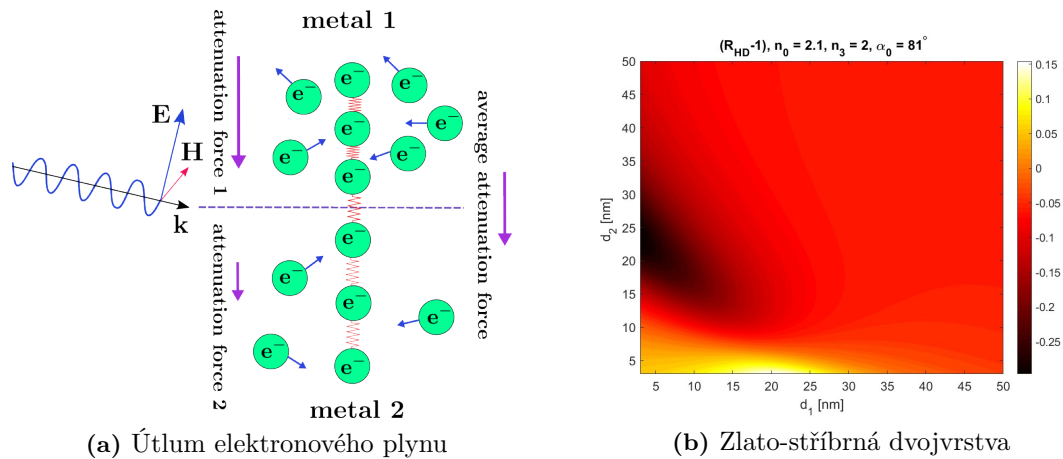 metal 1
attenuation force 1
e⁻
e⁻
e⁻
e⁻
e⁻
e⁻
e⁻
e⁻
E
H
k
average attenuation force
attenuation force 2
e⁻
e⁻
e⁻
e⁻
e⁻
e⁻
metal 2
(a) Útlum elektronového plynu
(R_HD-1), n_0 = 2.1, n_3 = 2, α_0 = 81°
d_2 [nm]
50
45
40
35
30
25
20
15
10
5
5 10 15 20 25 30 35 40 45 50
d_1 [nm]
0.15
0.1
0.05
0
-0.05
-0.1
-0.15
-0.2
-0.25
(b) Zlato-stříbrná dvojvrstva